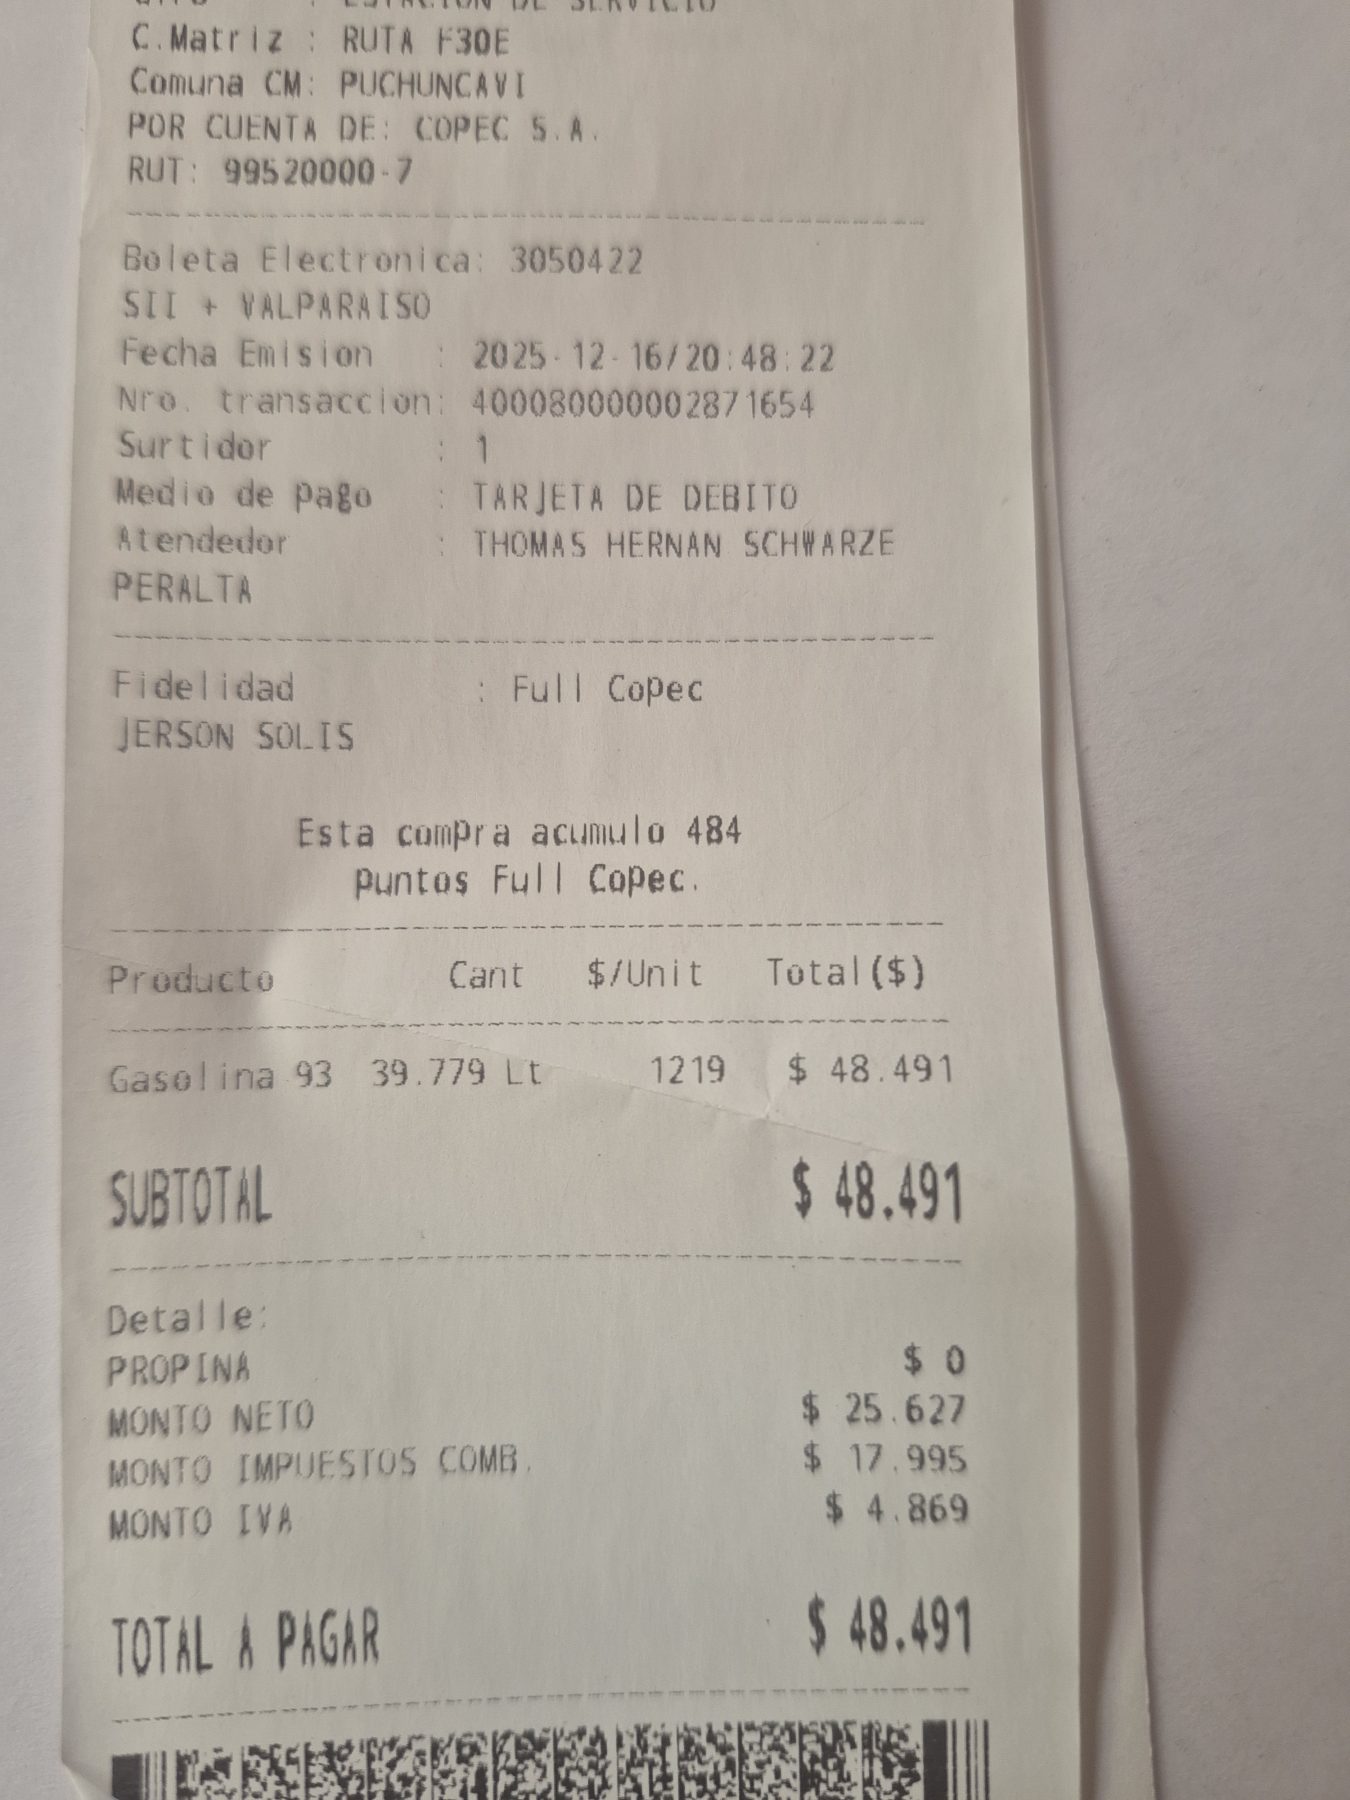 : ESTACION DE SERVICIO
C.Matriz : RUTA F30E
Comuna CM: PUCHUNCAVI
POR CUENTA DE: COPEC S.A.
RUT: 99520000-7
Boleta Electronica: 3050422
SII + VALPARAISO
Fecha Emision : 2025-12-16/20:48:22
Nro. transaccion: 400080000002871654
Surtidor : 1
Medio de pago : TARJETA DE DEBITO
Atendedor : THOMAS HERNAN SCHWARZE
PERALTA
Fidelidad : Full Copec
JERSON SOLIS
Esta compra acumulo 484
puntos Full Copec.
Producto Cant $/Unit Total($)
Gasolina 93 39.779 Lt 1219 $ 48.491
SUBTOTAL $ 48.491
Detalle:
PROPINA $ 0
MONTO NETO $ 25.627
MONTO IMPUESTOS COMB. $ 17.995
MONTO IVA $ 4.869
TOTAL A PAGAR $ 48.491